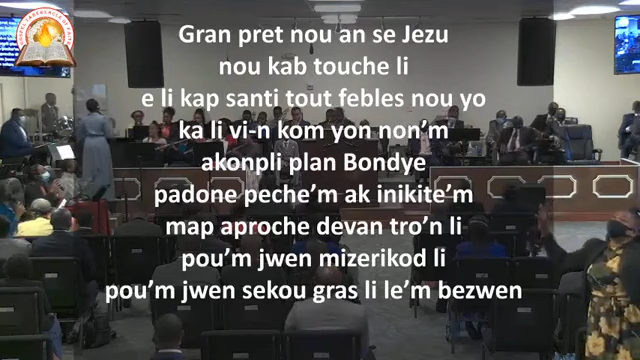 Gran pret nou an se Jezu
nou kab touche li
e li kap santi tout febles nou yo
ka li vi-n kom yon non'm
akonpli plan Bondye
padone peche'm ak inikite'm
map aproche devan tro'n li
pou'm jwen mizerikod li
pou'm jwen sekou gras li le'm bezwen